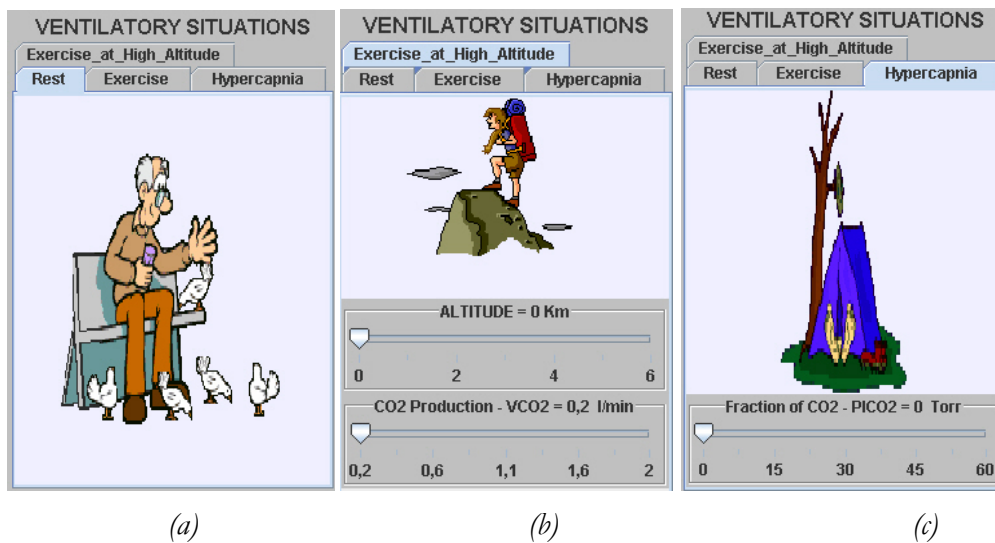 VENTILATORY SITUATIONS
Exercise_at_High_Altitude
Rest Exercise Hypercapnia
(a)
VENTILATORY SITUATIONS
Exercise_at_High_Altitude
Rest Exercise Hypercapnia
ALTITUDE = 0 Km
0 2 4 6
CO2 Production - VCO2 = 0,2 l/min
0,2 0,6 1,1 1,6 2
(b)
VENTILATORY SITUATIONS
Exercise_at_High_Altitude
Rest Exercise Hypercapnia
Fraction of CO2 - PICO2 = 0 Torr
0 15 30 45 60
(c)